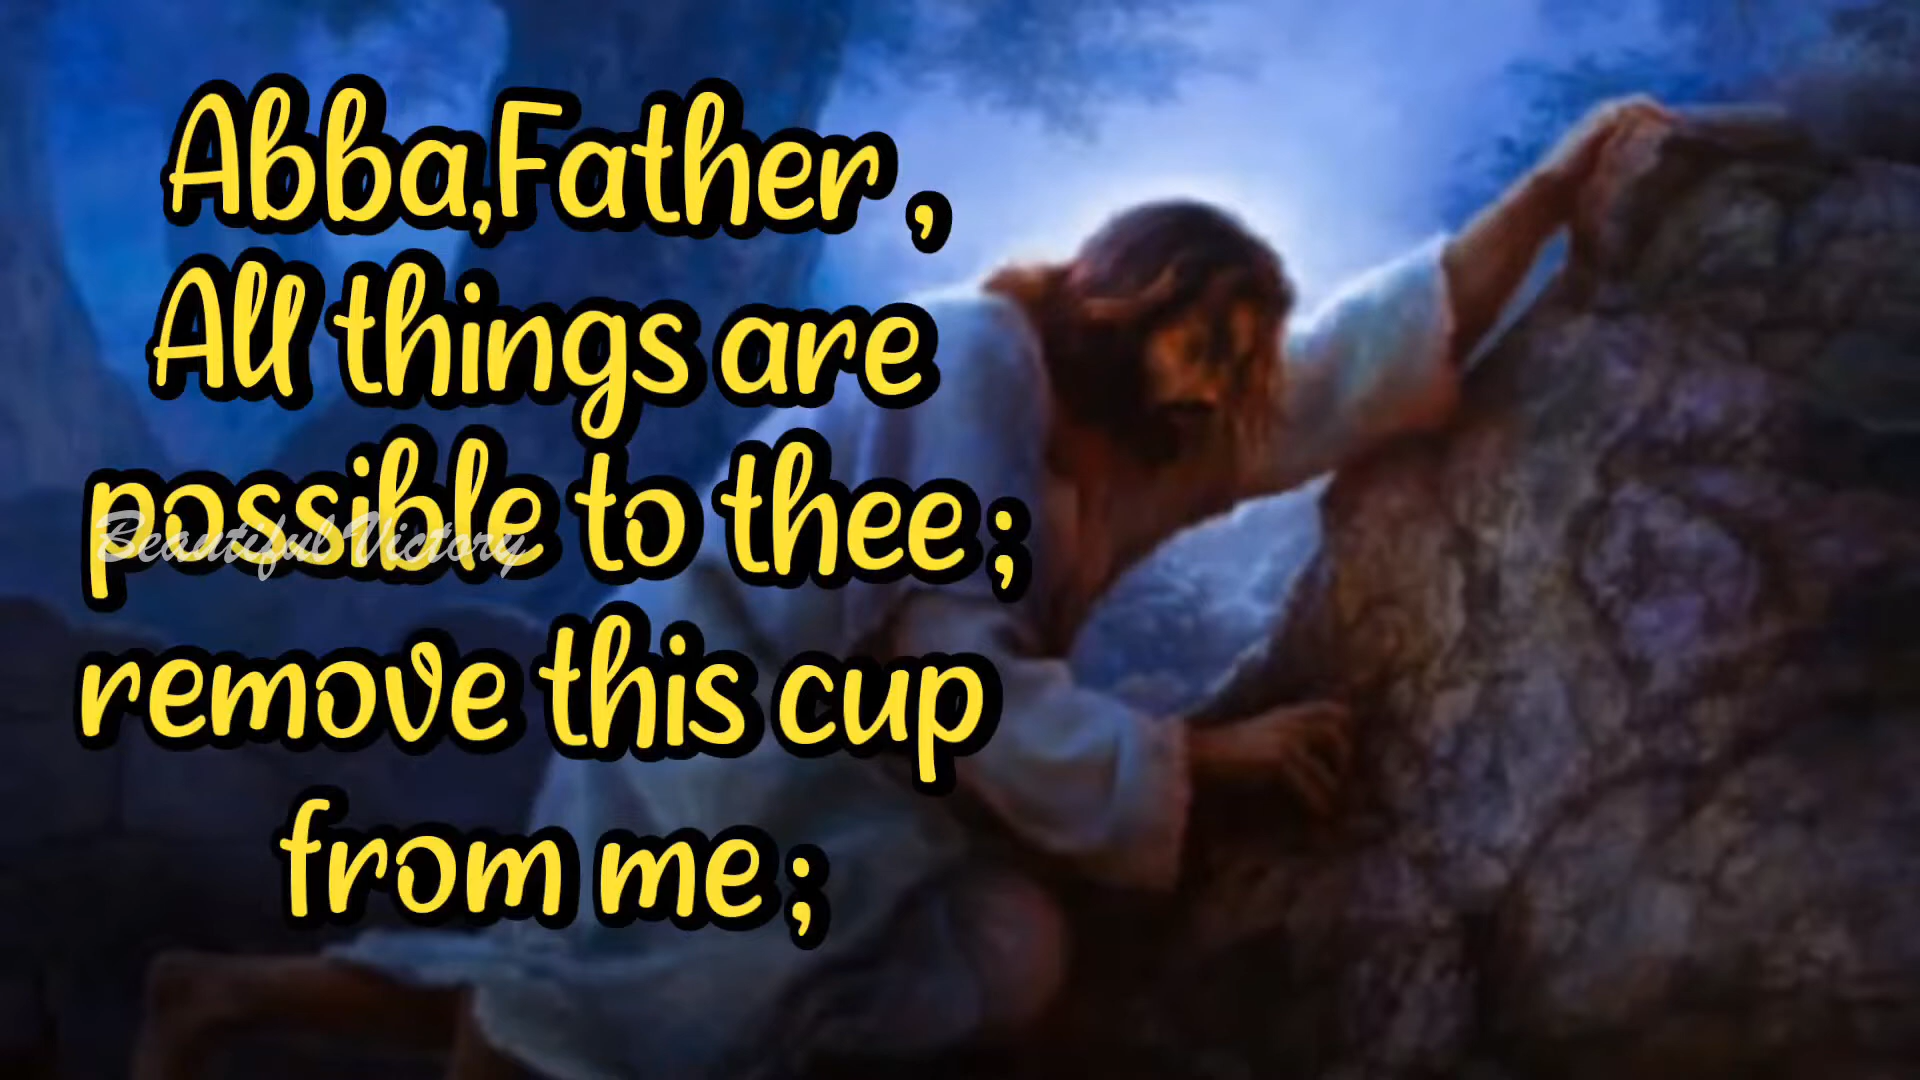 Abba,Father ,
All things are
possible to thee ;
Beautiful Victory
remove this cup
from me ;